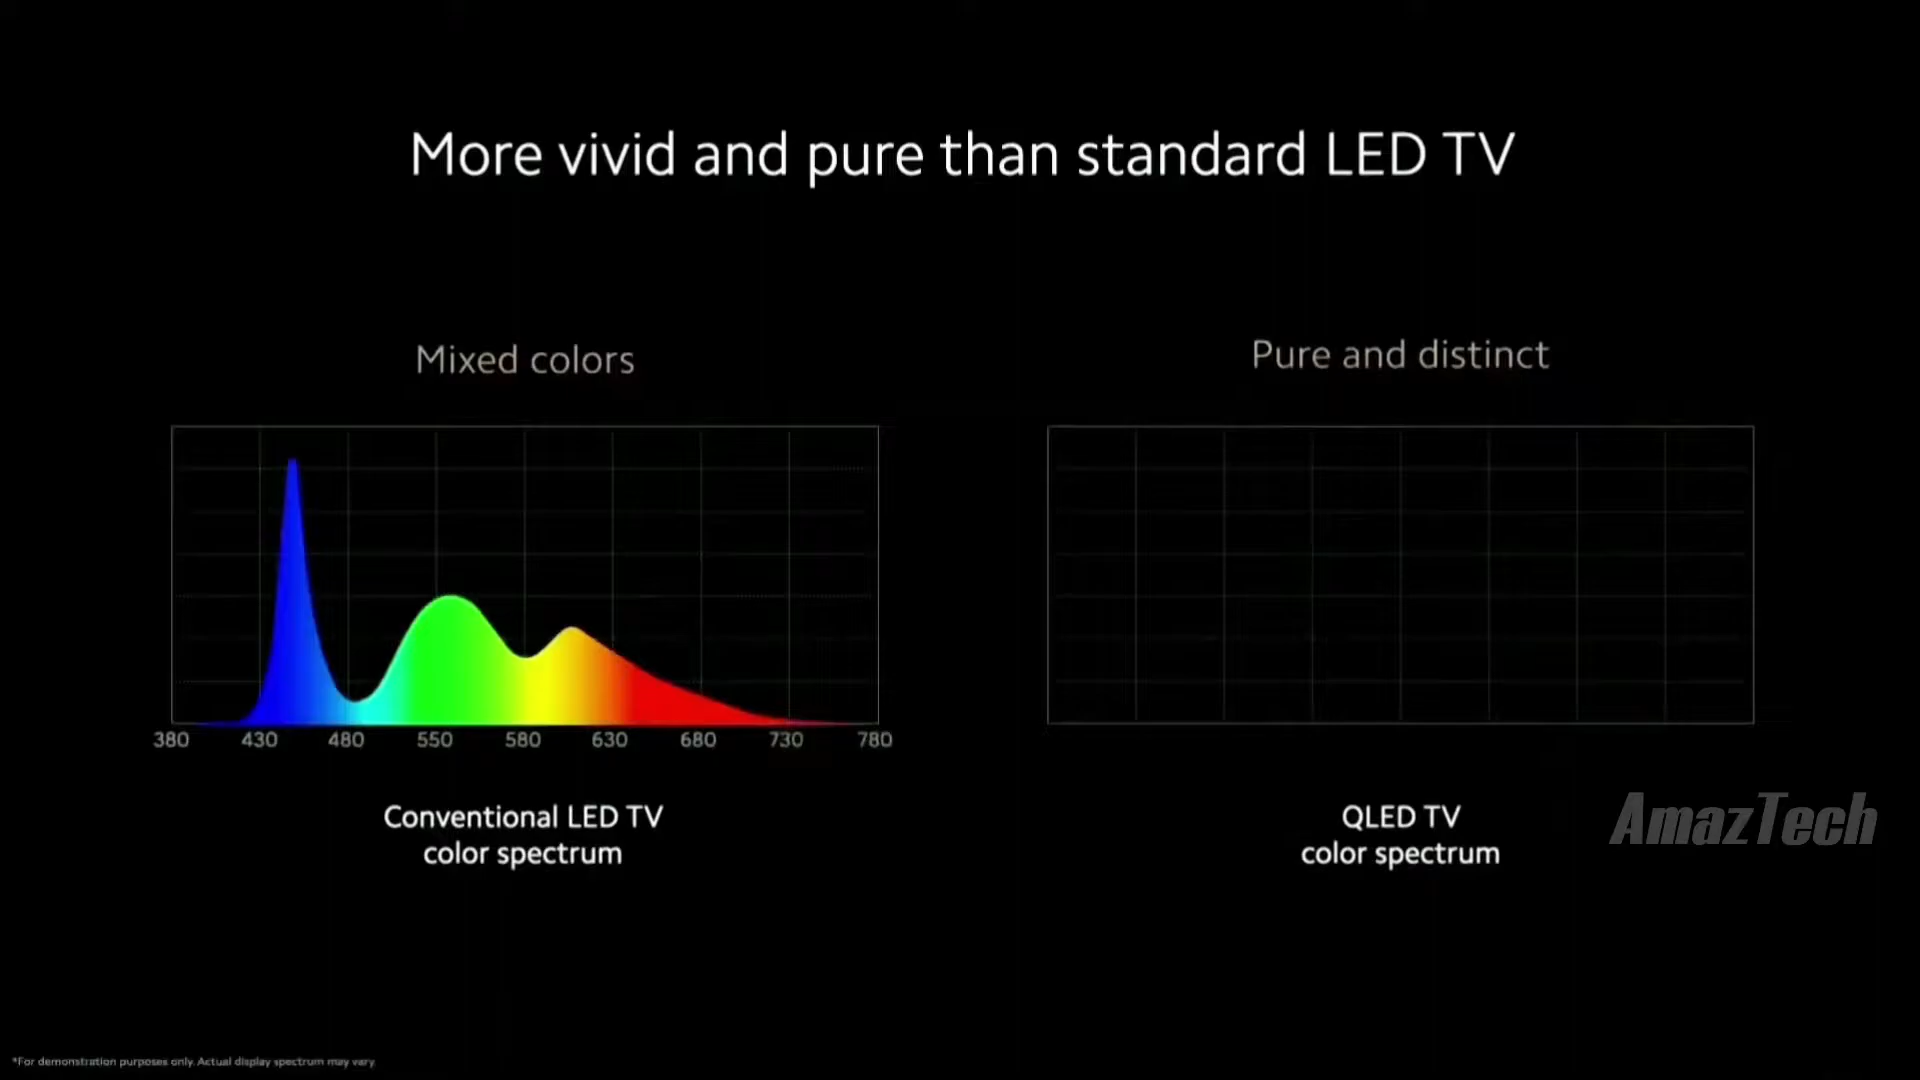 More vivid and pure than standard LED TV
Mixed colors
Pure and distinct
380 430 480 550 580 630 680 730 780
Conventional LED TV
color spectrum
QLED TV
color spectrum
AmazTech
*For demonstration purposes only. Actual display spectrum may vary.